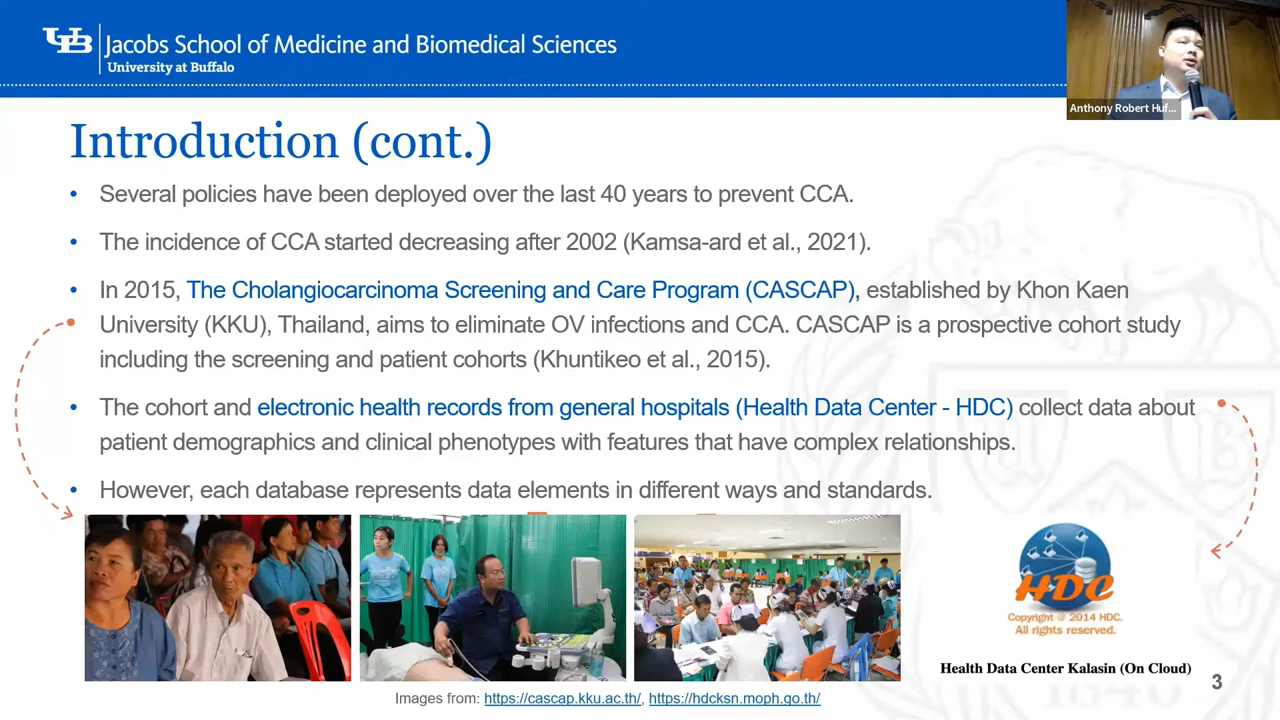 UB Jacobs School of Medicine and Biomedical Sciences
University at Buffalo
Anthony Robert Huf...
Introduction (cont.)
• Several policies have been deployed over the last 40 years to prevent CCA.
• The incidence of CCA started decreasing after 2002 (Kamsa-ard et al., 2021).
• In 2015, The Cholangiocarcinoma Screening and Care Program (CASCAP), established by Khon Kaen
University (KKU), Thailand, aims to eliminate OV infections and CCA. CASCAP is a prospective cohort study
including the screening and patient cohorts (Khuntikeo et al., 2015).
• The cohort and electronic health records from general hospitals (Health Data Center - HDC) collect data about
patient demographics and clinical phenotypes with features that have complex relationships.
• However, each database represents data elements in different ways and standards.
HDC
Copyright @ 2014 HDC.
All rights reserved.
Health Data Center Kalasin (On Cloud)
Images from: https://cascap.kku.ac.th/, https://hdcksn.moph.go.th/
3